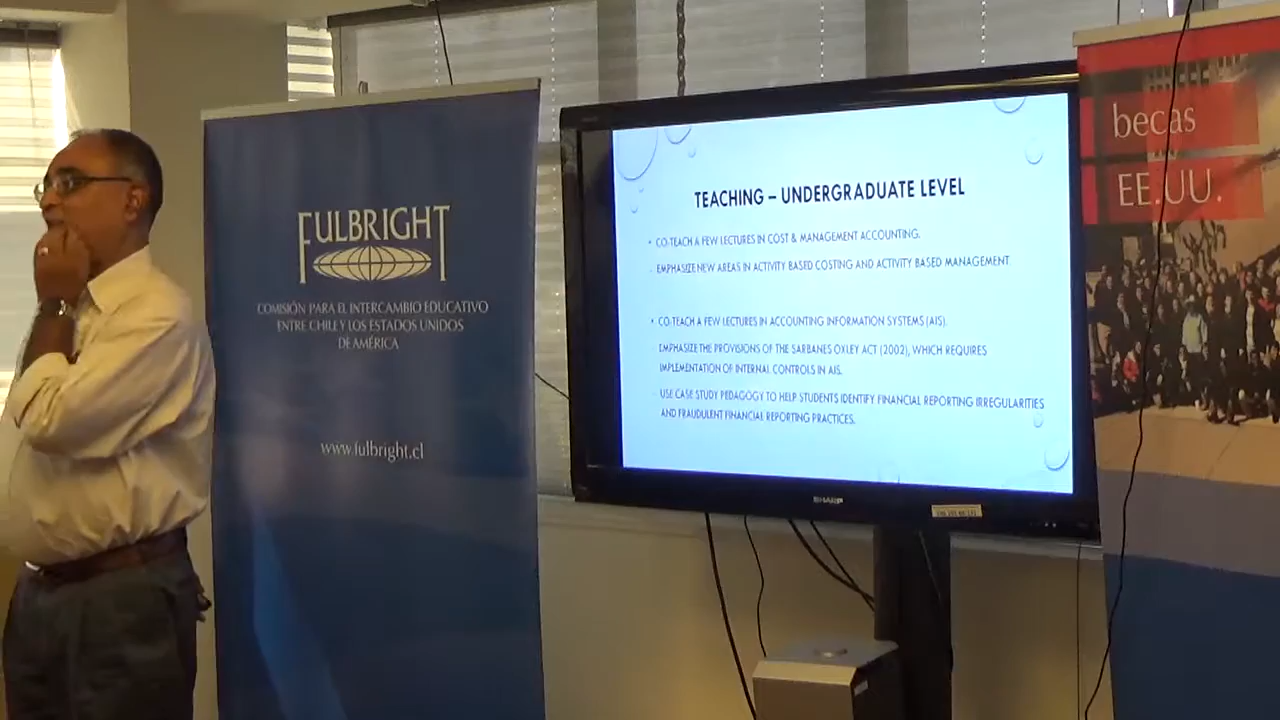 FULBRIGHT
COMISIÓN PARA EL INTERCAMBIO EDUCATIVO
ENTRE CHILE Y LOS ESTADOS UNIDOS
DE AMÉRICA
www.fulbright.cl
TEACHING – UNDERGRADUATE LEVEL
• CO-TEACH A FEW LECTURES IN COST & MANAGEMENT ACCOUNTING.
- EMPHASIZE NEW AREAS IN ACTIVITY BASED COSTING AND ACTIVITY BASED MANAGEMENT
• CO-TEACH A FEW LECTURES IN ACCOUNTING INFORMATION SYSTEMS (AIS).
- EMPHASIZE THE PROVISIONS OF THE SARBANES OXLEY ACT (2002), WHICH REQUIRES
IMPLEMENTATION OF INTERNAL CONTROLS IN AIS.
- USE CASE STUDY PEDAGOGY TO HELP STUDENTS IDENTIFY FINANCIAL REPORTING IRREGULARITIES
AND FRAUDULENT FINANCIAL REPORTING PRACTICES.
SHARP
becas
EE.UU.